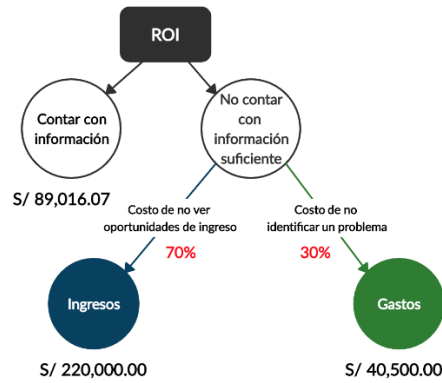 ROI
Contar con
información
No contar
con
información
suficiente
S/ 89,016.07
Costo de no ver
oportunidades de ingreso
70%
Costo de no
identificar un problema
30%
Ingresos
Gastos
S/ 220,000.00
S/ 40,500.00